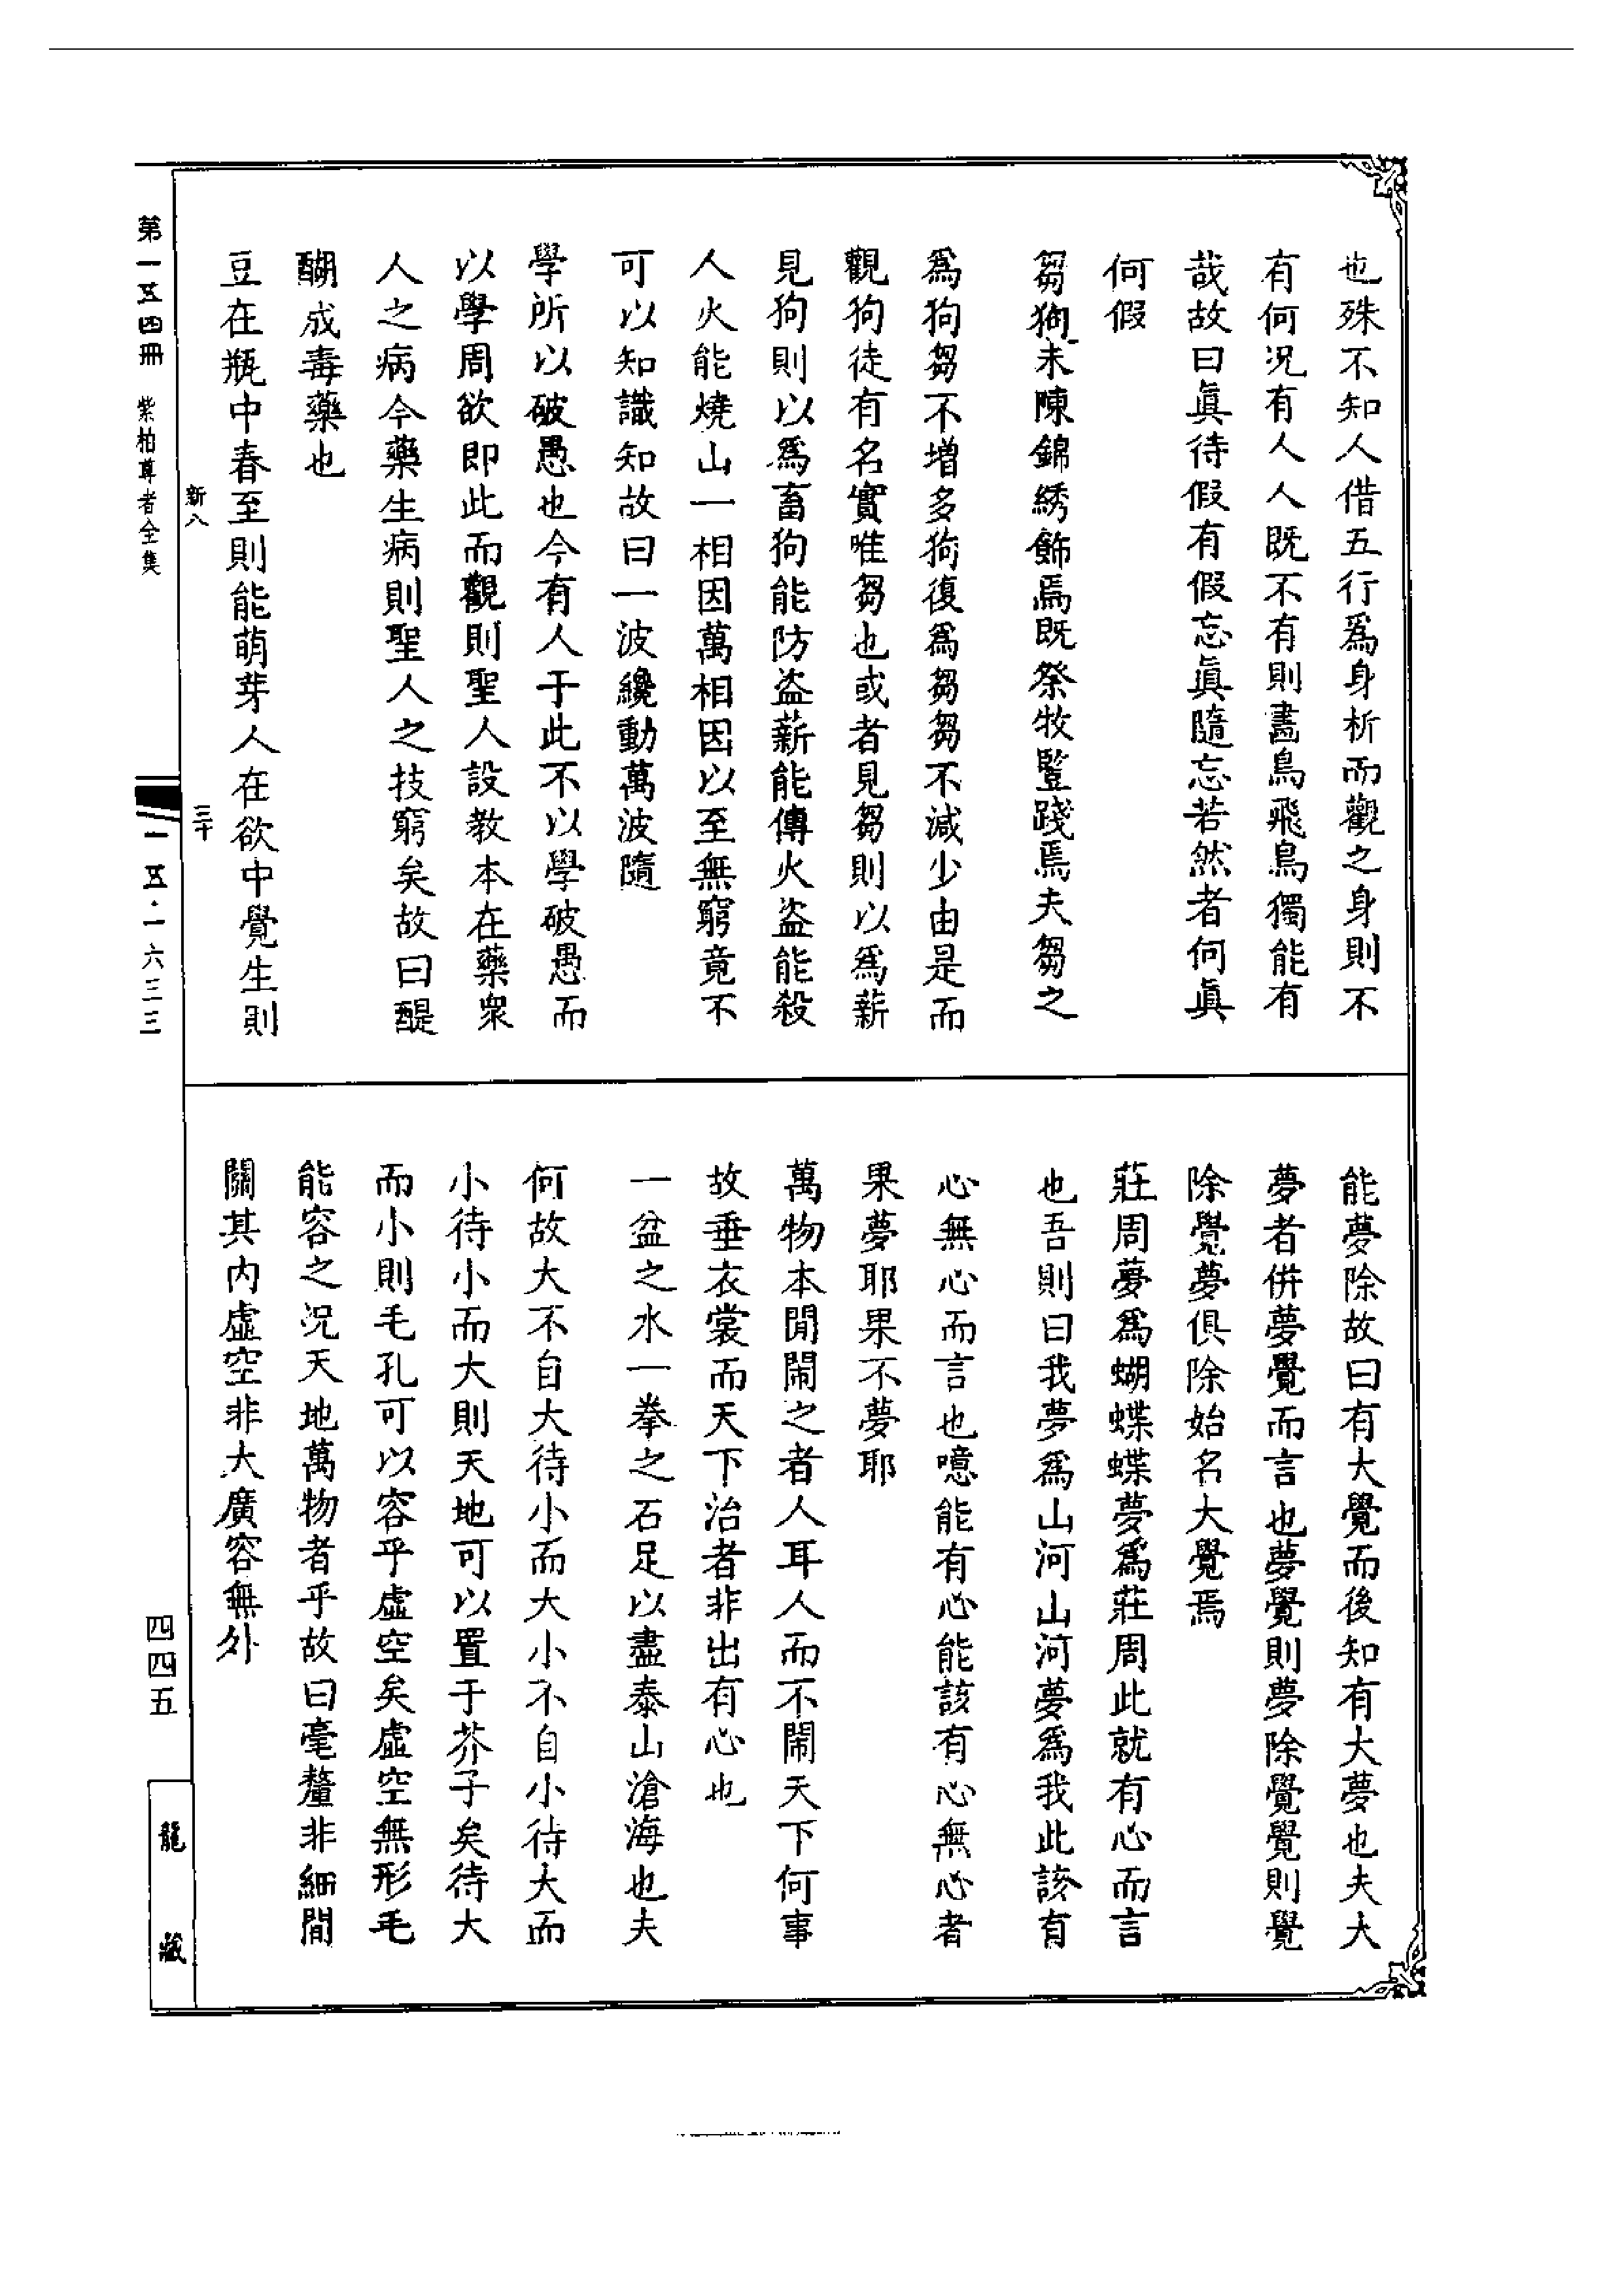 也殊不知人借五行爲身析而觀之身則不
有何況有人人既不有則畫鳥飛鳥獨能有
哉故曰眞待假有假忘眞隨忘若然者何眞
何假
芻狗未陳錦綉飾焉既祭牧豎踐焉夫芻之
爲狗芻不增多狗復爲芻芻不減少由是而
觀狗徒有名實唯芻也或者見芻則以爲薪
見狗則以爲畜狗能防盜薪能傳火盜能殺
人火能燒山一相因萬相因以至無窮竟不
可以知識知故曰一波纔動萬波隨
學所以破愚也今有人于此不以學破愚而
以學周欲即此而觀則聖人設教本在藥衆
人之病今藥生病則聖人之技窮矣故曰醍
醐成毒藥也
豆在瓶中春至則能萌芽人在欲中覺生則
能夢除故曰有大覺而後知有大夢也夫大
夢者併夢覺而言也夢覺則夢除覺覺則覺
除覺夢俱除始名大覺焉
莊周夢爲蝴蝶蝶夢爲莊周此就有心而言
也吾則曰我夢爲山河山河夢爲我此該有
心無心而言也噫能有心能該有心無心者
果夢耶果不夢耶
萬物本閒鬧之者人耳人而不鬧天下何事
故垂衣裳而天下治者非出有心也
一盆之水一拳之石足以盡泰山滄海也夫
何故大不自大待小而大小不自小待大而
小待小而大則天地可以置于芥子矣待大
而小則毛孔可以容乎虛空矣虛空無形毛
能容之況天地萬物者乎故曰毫釐非細間
關其內虛空非大廣容無外
新八
三十
第一五四冊 紫柏尊者全集
一五·一六三三
四四五
龍藏